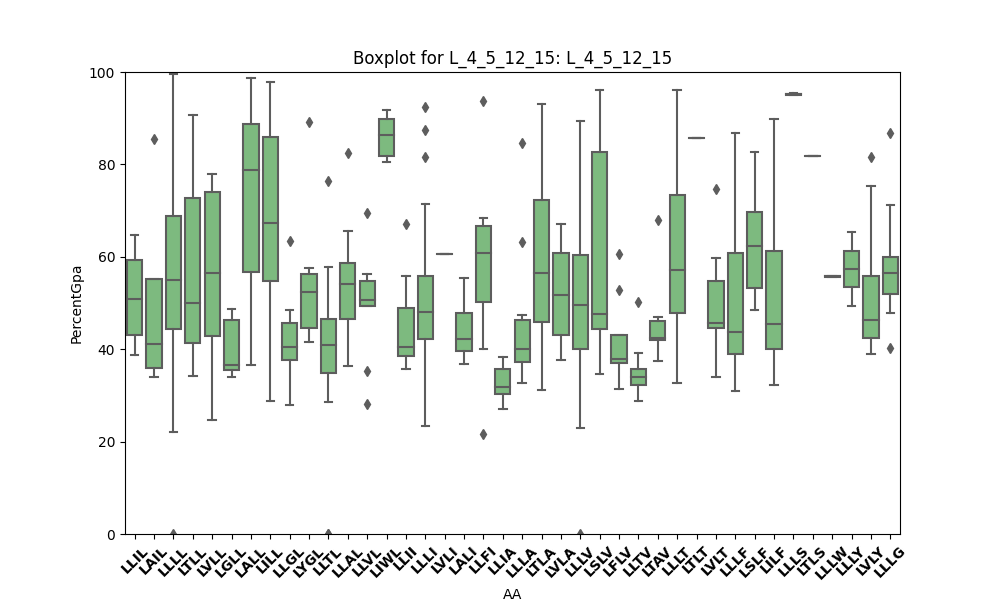 Boxplot for L_4_5_12_15: L_4_5_12_15
100
80
60
40
20
0
PercentGpa
LLIL LAIL LLLL LTLL LVLL LGLL LALL LILL LLGL LYGL LLTL LLAL LLVL LIWL LLII LLLI LVLI LALI LLFI LLIA LLLA LTLA LVLA LLLV LSLV LFLV LLTV LTAV LLLT LTLT LVLT LLLF LSLF LILF LLLS LTLS LLLW LLLY LVLY LLLG
AA